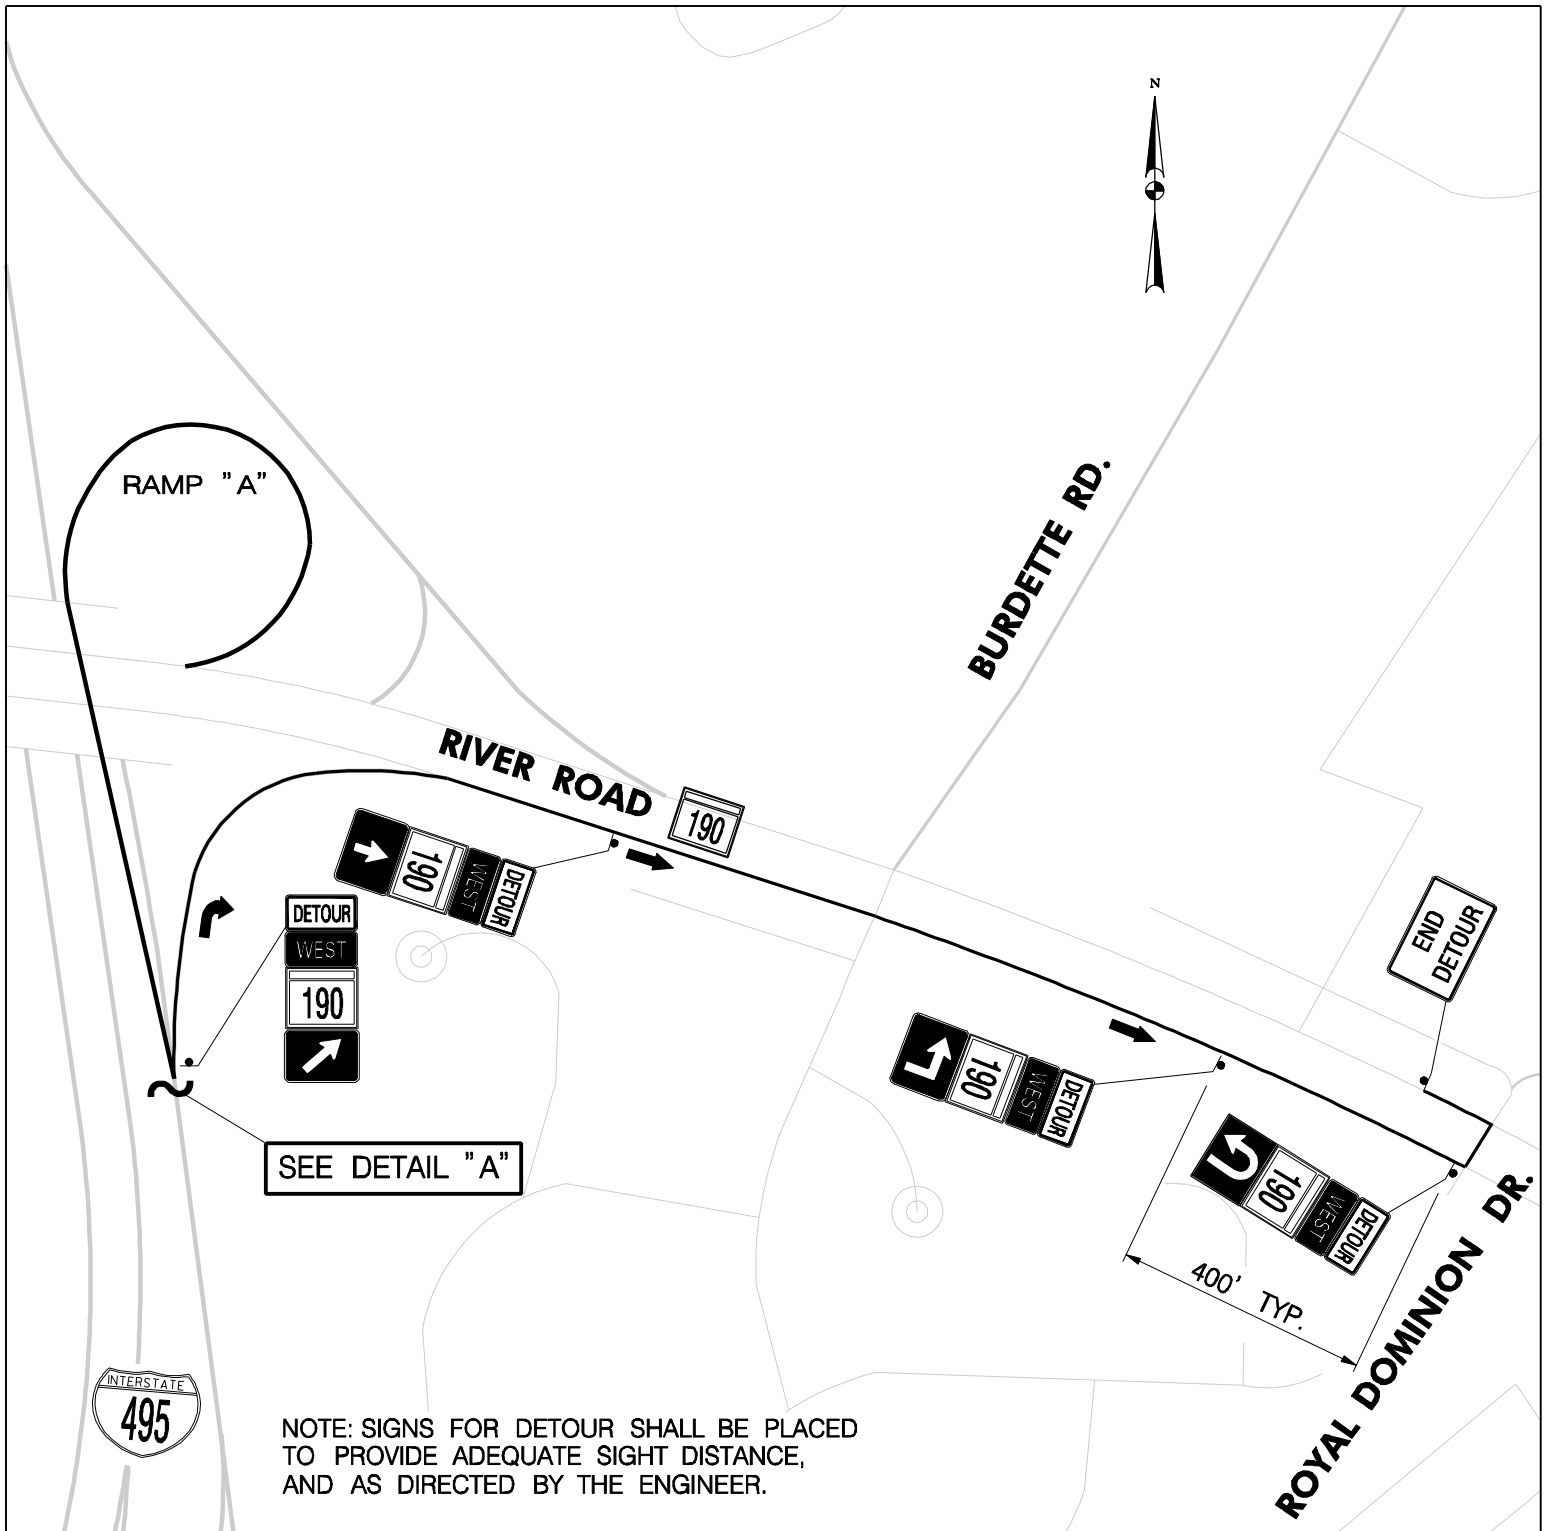 N
RAMP "A"
BURDETTE RD.
RIVER ROAD
190
DETOUR
WEST
190
DETOUR
WEST
190
END
DETOUR
DETOUR
WEST
190
DETOUR
WEST
190
SEE DETAIL "A"
400' TYP.
ROYAL DOMINION DR.
INTERSTATE
495
NOTE: SIGNS FOR DETOUR SHALL BE PLACED
TO PROVIDE ADEQUATE SIGHT DISTANCE,
AND AS DIRECTED BY THE ENGINEER.